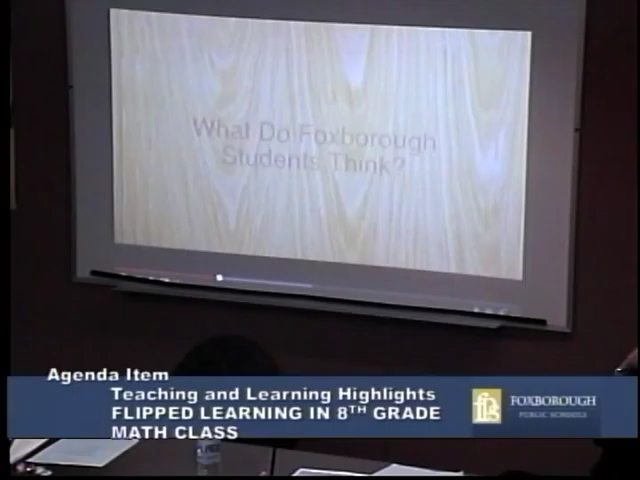 What Do Foxborough
Students Think?
Agenda Item
Teaching and Learning Highlights
FLIPPED LEARNING IN 8TH GRADE
MATH CLASS
fps
FOXBOROUGH
PUBLIC SCHOOLS